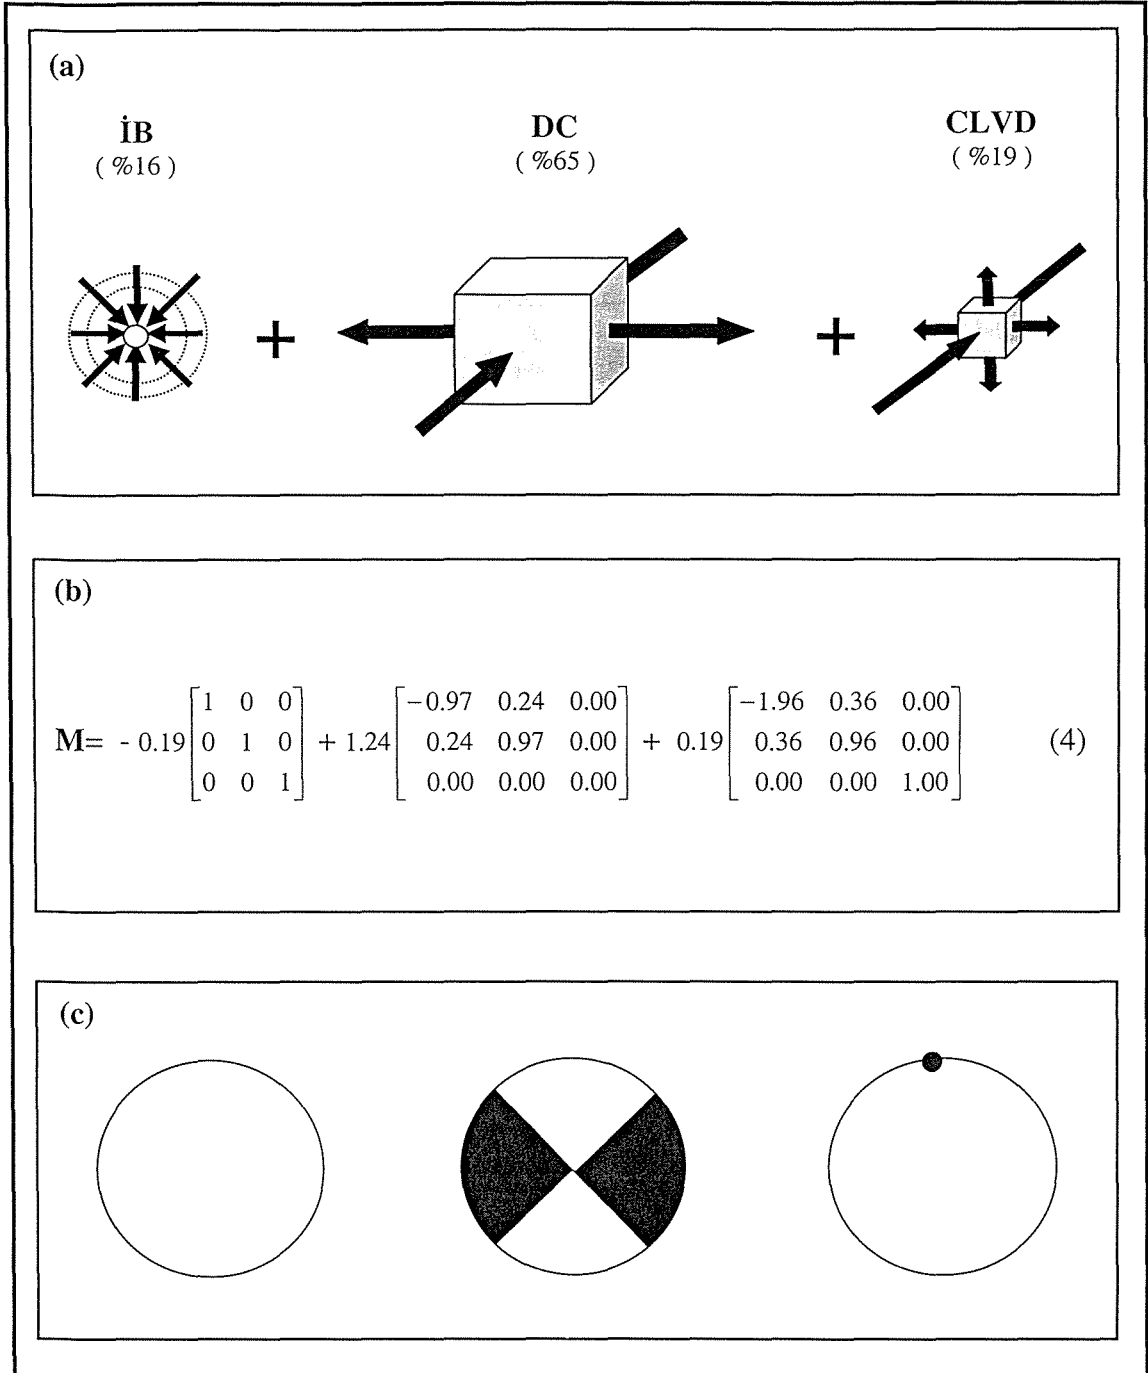 (a)
İB DC CLVD
( %16 ) ( %65 ) ( %19 )
+ +
(b)
M= - 0.19 [1 0 0; 0 1 0; 0 0 1] + 1.24 [−0.97 0.24 0.00; 0.24 0.97 0.00; 0.00 0.00 0.00] + 0.19 [−1.96 0.36 0.00; 0.36 0.96 0.00; 0.00 0.00 1.00] (4)
(c)